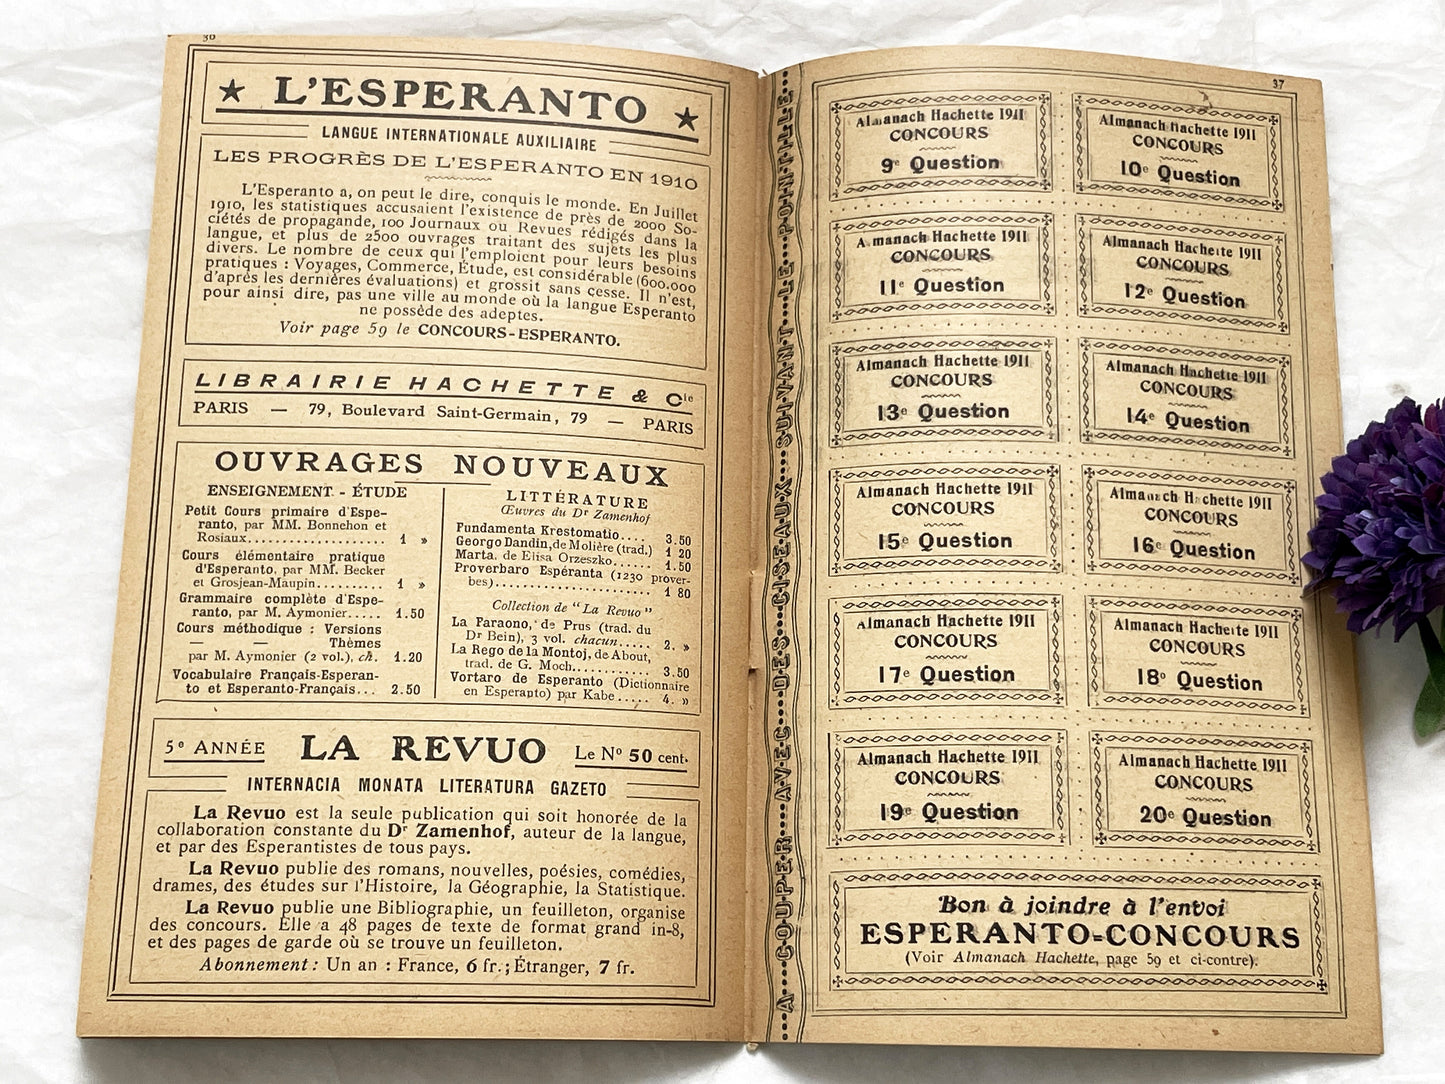 36
★ L'ESPERANTO ★
LANGUE INTERNATIONALE AUXILIAIRE
LES PROGRÈS DE L'ESPERANTO EN 1910
L'Esperanto a, on peut le dire, conquis le monde. En Juillet
1910, les statistiques accusaient l'existence de près de 2000 So-
ciétés de propagande, 100 Journaux ou Revues rédigés dans la
langue, et plus de 2500 ouvrages traitant des sujets les plus
divers. Le nombre de ceux qui l'emploient pour leurs besoins
pratiques : Voyages, Commerce, Étude, est considérable (600.000
d'après les dernières évaluations) et grossit sans cesse. Il n'est,
pour ainsi dire, pas une ville au monde où la langue Esperanto
ne possède des adeptes.
Voir page 59 le CONCOURS-ESPERANTO.
LIBRAIRIE HACHETTE & Cie
PARIS — 79, Boulevard Saint-Germain, 79 — PARIS
OUVRAGES NOUVEAUX
ENSEIGNEMENT - ÉTUDE
Petit Cours primaire d'Espe-
ranto, par MM. Bonnehon et
Rosiaux.................... 1 »
Cours élémentaire pratique
d'Esperanto, par MM. Becker
et Grosjean-Maupin......... 1 »
Grammaire complète d'Espe-
ranto, par M. Aymonier..... 1.50
Cours méthodique : Versions
— — Thèmes
par M. Aymonier (2 vol.), ch. 1.20
Vocabulaire Français-Esperan-
to et Esperanto-Français... 2.50
LITTÉRATURE
Œuvres du Dr Zamenhof
Fundamenta Krestomatio.... 3.50
Georgo Dandin, de Molière (trad.) 1 20
Marta, de Elisa Orzeszko...... 1.50
Proverbaro Espéranta (1230 prover-
bes)...................... 1 80
Collection de "La Revuo"
La Faraono, de Prus (trad. du
Dr Bein), 3 vol. chacun..... 2. »
La Rego de la Montoj, de About,
trad. de G. Moch............ 3.50
Vortaro de Esperanto (Dictionnaire
en Esperanto) par Kabe..... 4. »
5e ANNÉE LA REVUO Le No 50 cent.
INTERNACIA MONATA LITERATURA GAZETO
La Revuo est la seule publication qui soit honorée de la
collaboration constante du Dr Zamenhof, auteur de la langue,
et par des Esperantistes de tous pays.
La Revuo publie des romans, nouvelles, poésies, comédies,
drames, des études sur l'Histoire, la Géographie, la Statistique.
La Revuo publie une Bibliographie, un feuilleton, organise
des concours. Elle a 48 pages de texte de format grand in-8,
et des pages de garde où se trouve un feuilleton.
Abonnement : Un an : France, 6 fr. ; Étranger, 7 fr.
A COUPER AVEC DES CISEAUX SUIVANT LE POINTILLÉ
37
Almanach Hachette 1911
CONCOURS
9e Question
Almanach Hachette 1911
CONCOURS
10e Question
Almanach Hachette 1911
CONCOURS
11e Question
Almanach Hachette 1911
CONCOURS
12e Question
Almanach Hachette 1911
CONCOURS
13e Question
Almanach Hachette 1911
CONCOURS
14e Question
Almanach Hachette 1911
CONCOURS
15e Question
Almanach Hachette 1911
CONCOURS
16e Question
Almanach Hachette 1911
CONCOURS
17e Question
Almanach Hachette 1911
CONCOURS
18e Question
Almanach Hachette 1911
CONCOURS
19e Question
Almanach Hachette 1911
CONCOURS
20e Question
Bon à joindre à l'envoi
ESPERANTO=CONCOURS
(Voir Almanach Hachette, page 59 et ci-contre).